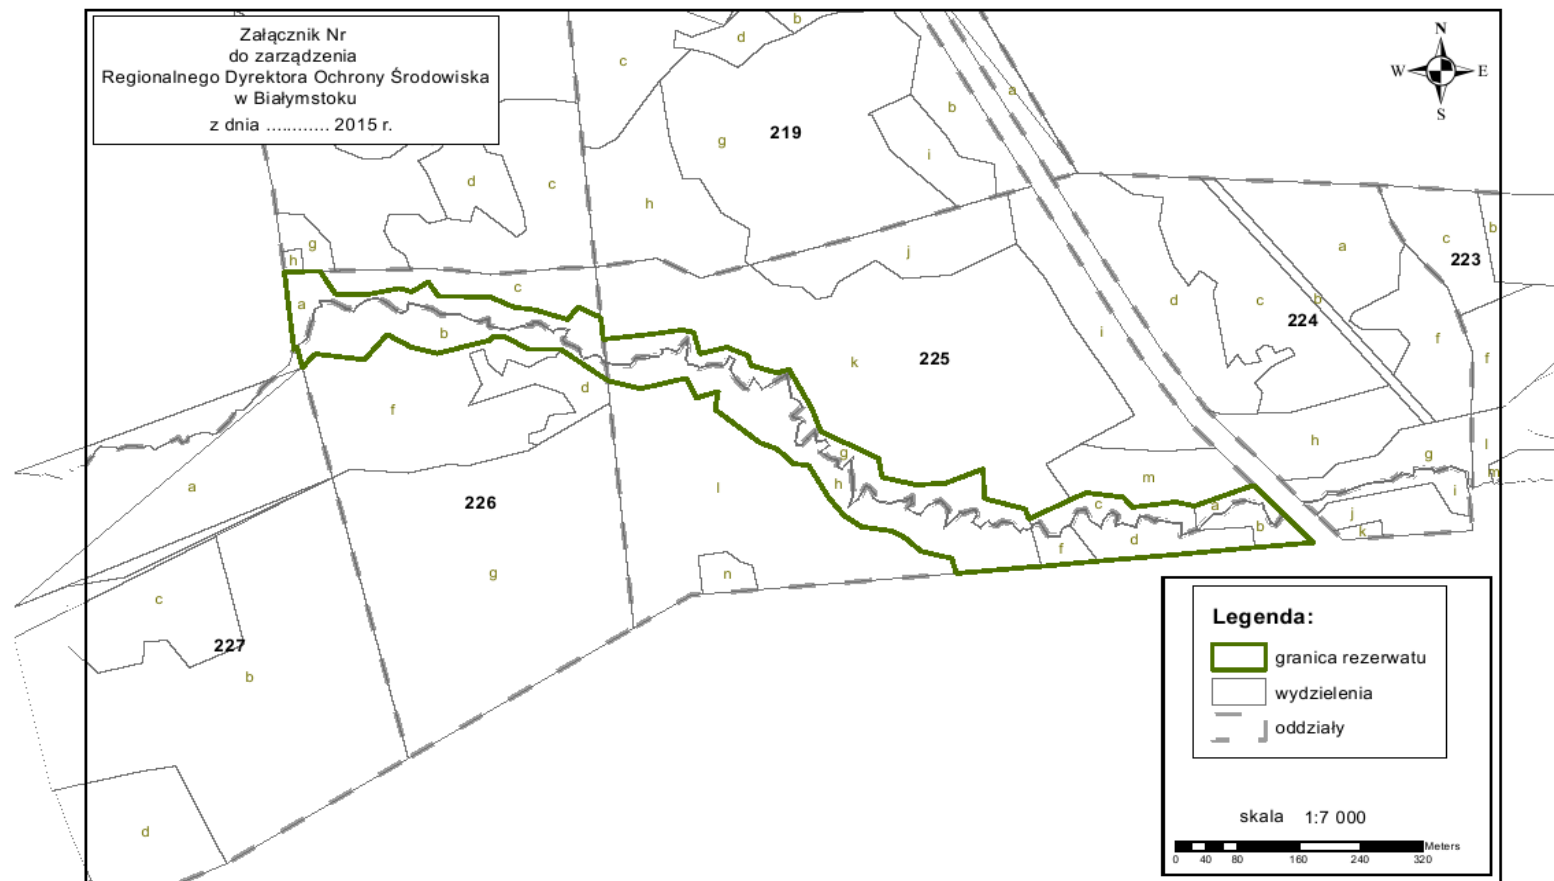 Załącznik Nr
do zarządzenia
Regionalnego Dyrektora Ochrony Środowiska
w Białymstoku
z dnia ............ 2015 r.
N
W E
S
b
d
c
a
b
219
g
i
d
c
h
a
b
c
g
j
223
h
c
d
c
b
a
224
b
i
f
f
k
225
d
f
h
l
g
g
m
a
h
l
m
i
226
c
a
j
b
k
d
f
n
g
c
227
b
d
Legenda:
granica rezerwatu
wydzielenia
oddziały
skala 1:7 000
Meters
0 40 80 160 240 320